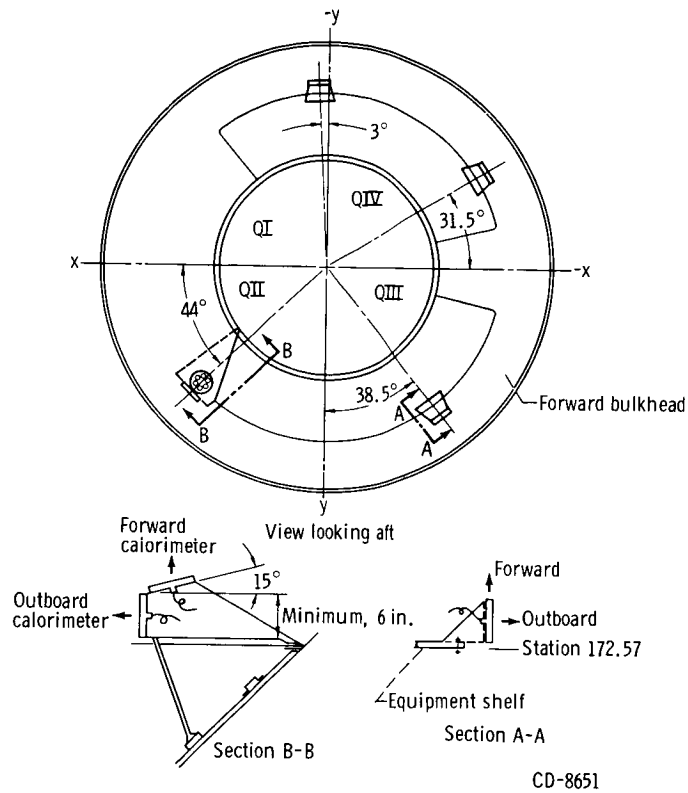 -y
3°
QIV
QI
31.5°
x
-x
QII
QIII
44°
B
38.5°
A
Forward bulkhead
B
A
y
View looking aft
Forward
calorimeter
15°
Outboard
calorimeter
Minimum, 6 in.
Section B-B
Forward
Outboard
Station 172.57
Equipment shelf
Section A-A
CD-8651